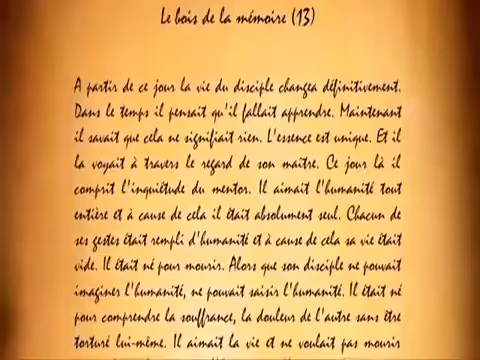 Le bois de la mémoire (13)
A partir de ce jour la vie du disciple changea définitivement.
Dans le temps il pensait qu'il fallait apprendre. Maintenant
il savait que cela ne signifiait rien. L'essence est unique. Et il
la voyait à travers le regard de son maître. Ce jour là il
comprit l'inquiétude du mentor. Il aimait l'humanité tout
entière et à cause de cela il était absolument seul. Chacun de
ses gestes était rempli d'humanité et à cause de cela sa vie était
vide. Il était né pour mourir. Alors que son disciple ne pouvait
imaginer l'humanité, ne pouvait saisir l'humanité. Il était né
pour comprendre la souffrance, la douleur de l'autre sans être
torturé lui-même. Il aimait la vie et ne voulait pas mourir